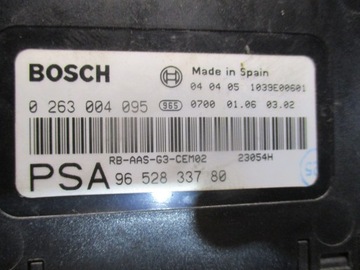 BOSCH
Made in Spain
04 04 05 1039E00601
0 263 004 095 96S 0700 01.06 03.02
RB-AAS-G3-CEM02 23054H
PSA 96 528 337 80